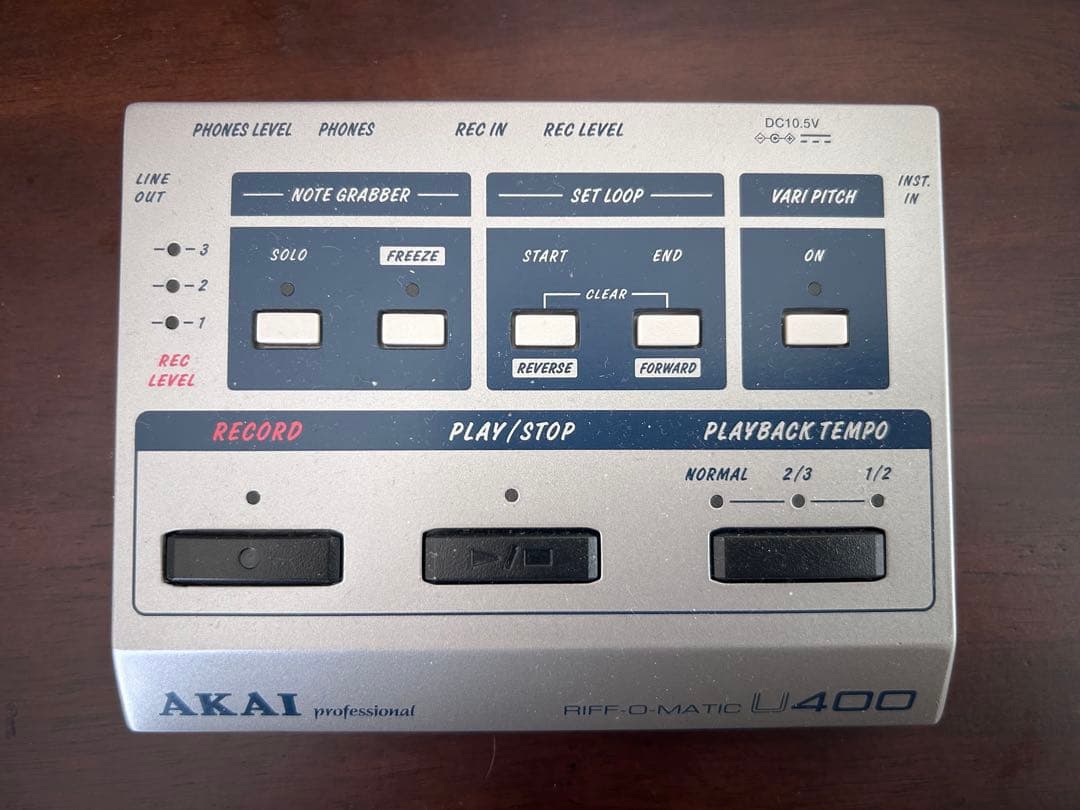 PHONES LEVEL PHONES REC IN REC LEVEL DC10.5V
LINE OUT
NOTE GRABBER SET LOOP VARI PITCH
INST. IN
SOLO FREEZE START END ON
3
2
1
CLEAR
REC LEVEL
REVERSE FORWARD
RECORD PLAY/STOP PLAYBACK TEMPO
NORMAL 2/3 1/2
AKAI professional RIFF-O-MATIC U400